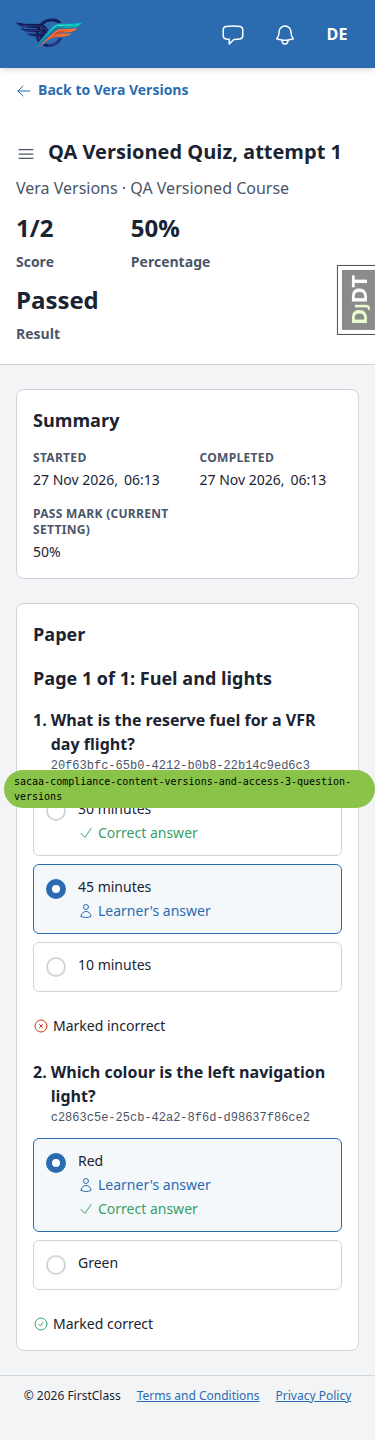 DE
Back to Vera Versions
QA Versioned Quiz, attempt 1
Vera Versions · QA Versioned Course
1/2
50%
Score
Percentage
Passed
Result
DjDT
Summary
STARTED
COMPLETED
27 Nov 2026, 06:13
27 Nov 2026, 06:13
PASS MARK (CURRENT
SETTING)
50%
Paper
Page 1 of 1: Fuel and lights
1. What is the reserve fuel for a VFR
day flight?
20f63bfc-65b0-4212-b0b8-22b14c9ed6c3
sacaa-compliance-content-versions-and-access-3-question-
versions
30 minutes
Correct answer
45 minutes
Learner's answer
10 minutes
Marked incorrect
2. Which colour is the left navigation
light?
c2863c5e-25cb-42a2-8f6d-d98637f86ce2
Red
Learner's answer
Correct answer
Green
Marked correct
© 2026 FirstClass
Terms and Conditions
Privacy Policy